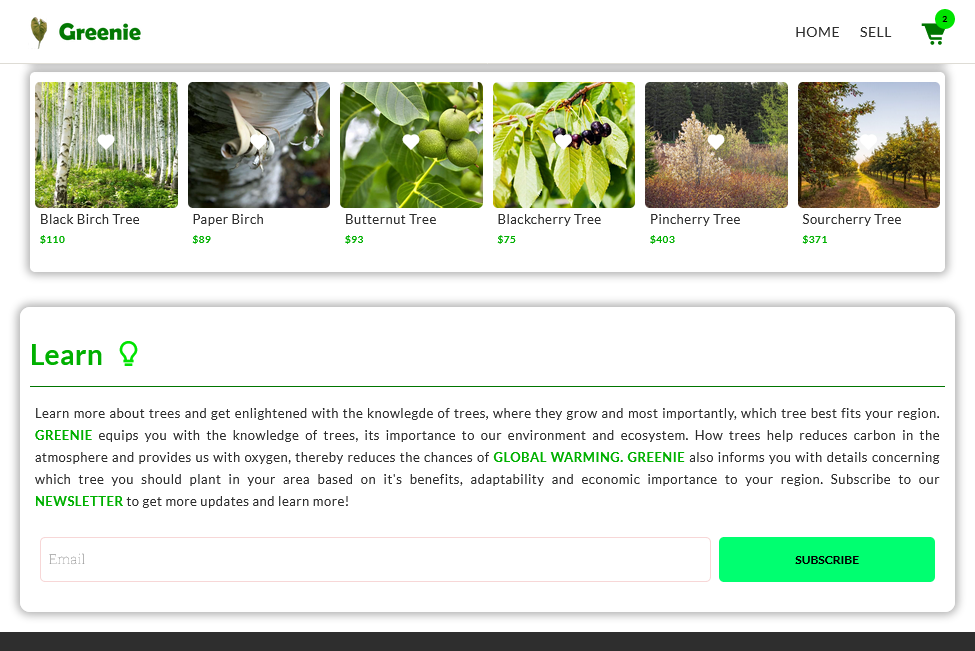 Greenie
HOME SELL
2
Black Birch Tree
$110
Paper Birch
$89
Butternut Tree
$93
Blackcherry Tree
$75
Pincherry Tree
$403
Sourcherry Tree
$371
Learn
Learn more about trees and get enlightened with the knowlegde of trees, where they grow and most importantly, which tree best fits your region.
GREENIE equips you with the knowledge of trees, its importance to our environment and ecosystem. How trees help reduces carbon in the
atmosphere and provides us with oxygen, thereby reduces the chances of GLOBAL WARMING. GREENIE also informs you with details concerning
which tree you should plant in your area based on it's benefits, adaptability and economic importance to your region. Subscribe to our
NEWSLETTER to get more updates and learn more!
Email
SUBSCRIBE